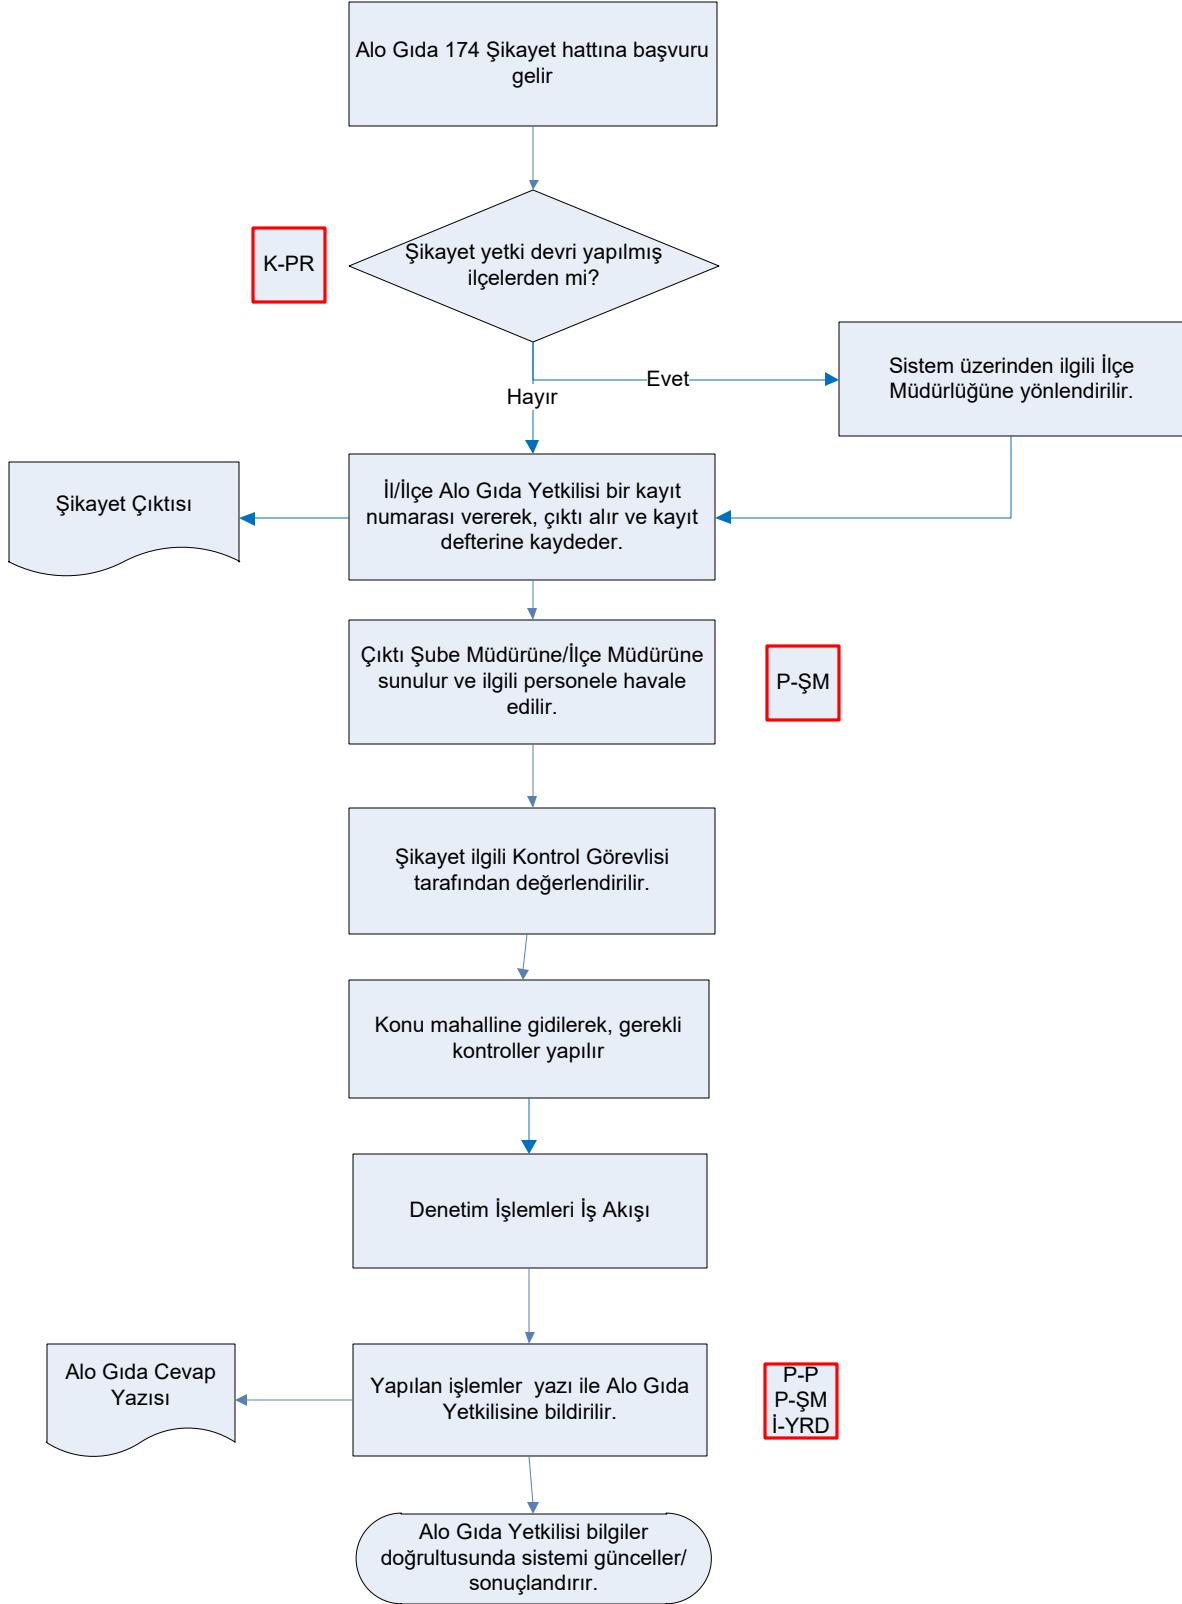 Alo Gıda 174 Şikayet hattına başvuru
gelir
K-PR
Şikayet yetki devri yapılmış
ilçelerden mi?
Evet
Hayır
Sistem üzerinden ilgili İlçe
Müdürlüğüne yönlendirilir.
Şikayet Çıktısı
İl/İlçe Alo Gıda Yetkilisi bir kayıt
numarası vererek, çıktı alır ve kayıt
defterine kaydeder.
Çıktı Şube Müdürüne/İlçe Müdürüne
sunulur ve ilgili personele havale
edilir.
P-ŞM
Şikayet ilgili Kontrol Görevlisi
tarafından değerlendirilir.
Konu mahalline gidilerek, gerekli
kontroller yapılır
Denetim İşlemleri İş Akışı
Alo Gıda Cevap
Yazısı
Yapılan işlemler  yazı ile Alo Gıda
Yetkilisine bildirilir.
P-P
P-ŞM
İ-YRD
Alo Gıda Yetkilisi bilgiler
doğrultusunda sistemi günceller/
sonuçlandırır.